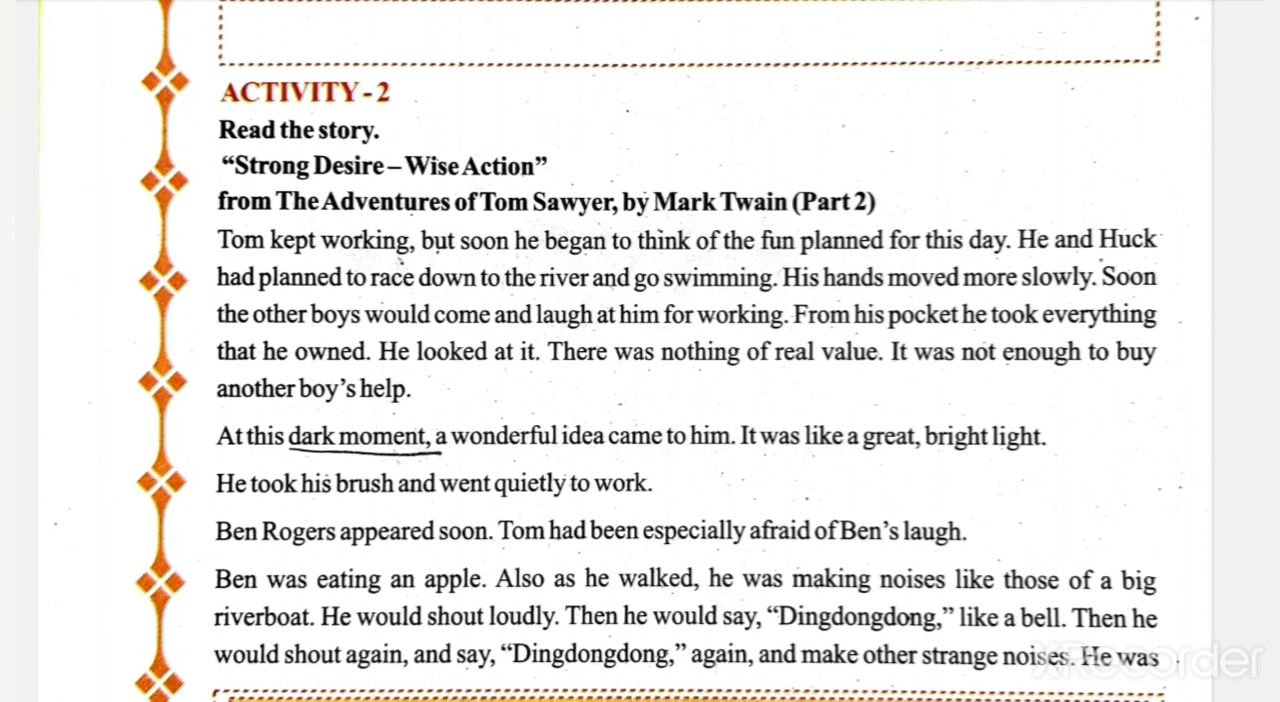 ACTIVITY - 2
Read the story.
“Strong Desire – Wise Action”
from The Adventures of Tom Sawyer, by Mark Twain (Part 2)
Tom kept working, but soon he began to think of the fun planned for this day. He and Huck
had planned to race down to the river and go swimming. His hands moved more slowly. Soon
the other boys would come and laugh at him for working. From his pocket he took everything
that he owned. He looked at it. There was nothing of real value. It was not enough to buy
another boy’s help.
At this dark moment, a wonderful idea came to him. It was like a great, bright light.
He took his brush and went quietly to work.
Ben Rogers appeared soon. Tom had been especially afraid of Ben’s laugh.
Ben was eating an apple. Also as he walked, he was making noises like those of a big
riverboat. He would shout loudly. Then he would say, “Dingdongdong,” like a bell. Then he
would shout again, and say, “Dingdongdong,” again, and make other strange noises. He was
XRecorder